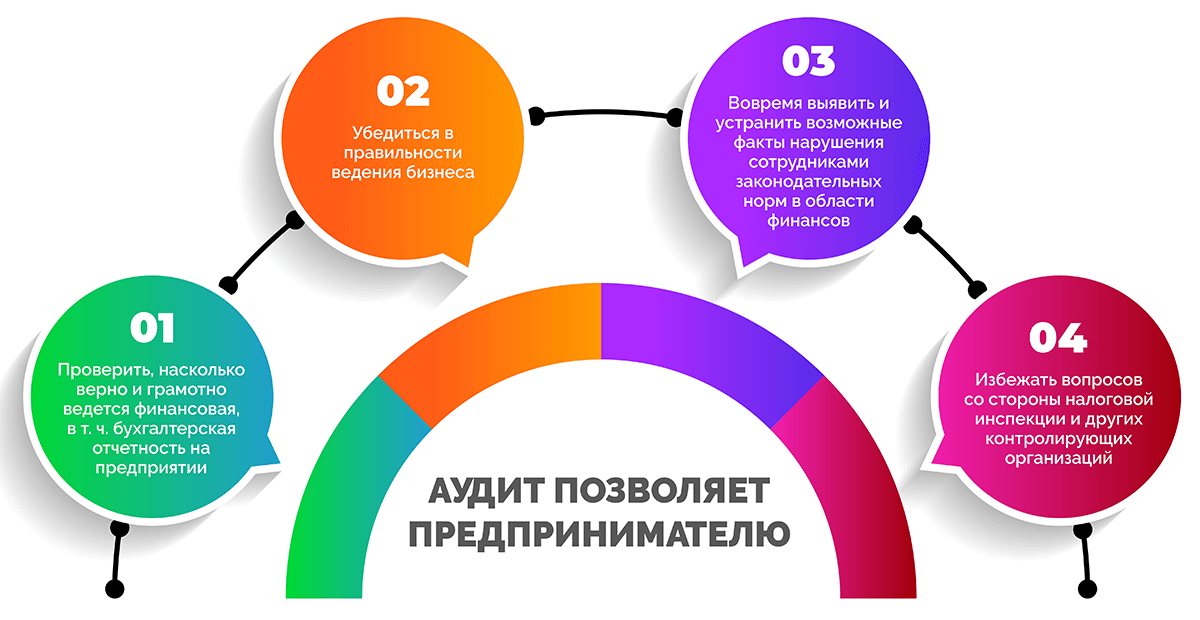 01
Проверить, насколько
верно и грамотно
ведется финансовая,
в т. ч. бухгалтерская
отчетность на
предприятии
02
Убедиться в
правильности
ведения бизнеса
03
Вовремя выявить и
устранить возможные
факты нарушения
сотрудниками
законодательных
норм в области
финансов
04
Избежать вопросов
со стороны налоговой
инспекции и других
контролирующих
организаций
АУДИТ ПОЗВОЛЯЕТ
ПРЕДПРИНИМАТЕЛЮ